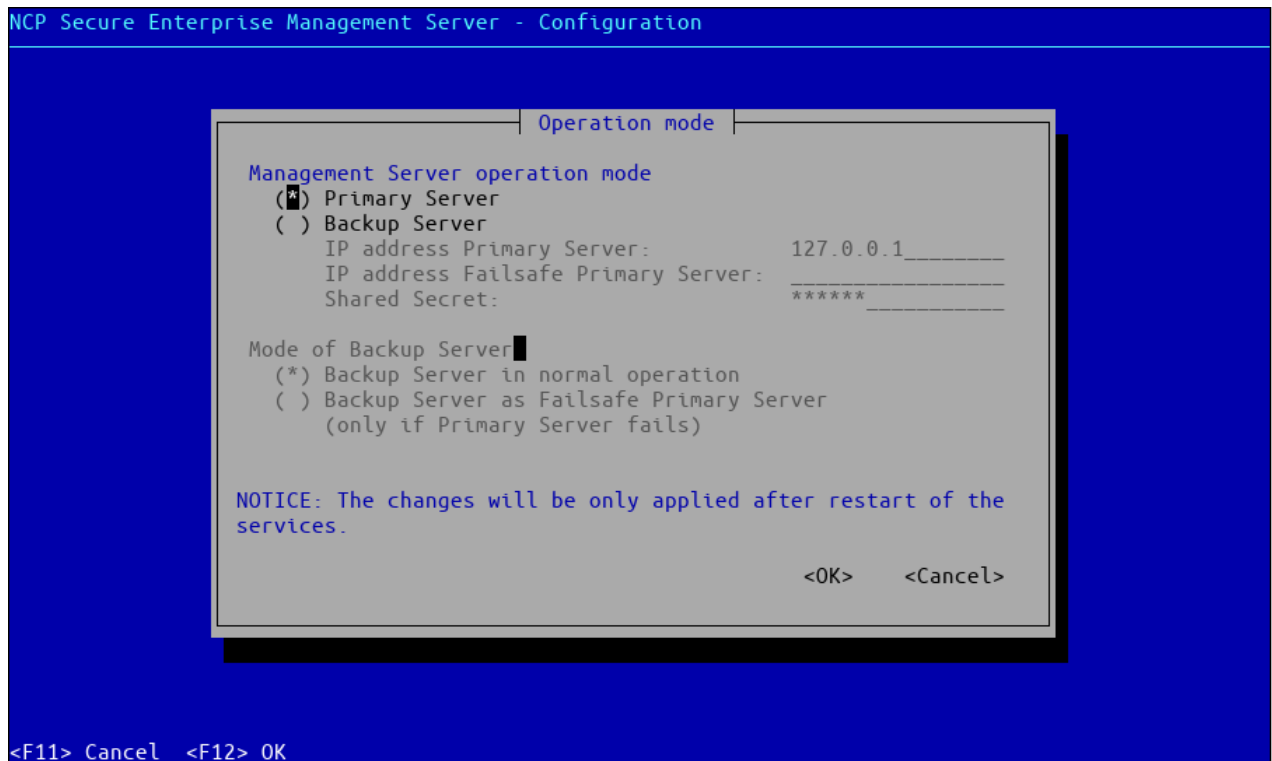 NCP Secure Enterprise Management Server - Configuration
Operation mode
Management Server operation mode
(*) Primary Server
( ) Backup Server
IP address Primary Server: 127.0.0.1________
IP address Failsafe Primary Server: _________________
Shared Secret: ******___________
Mode of Backup Server
(*) Backup Server in normal operation
( ) Backup Server as Failsafe Primary Server
(only if Primary Server fails)
NOTICE: The changes will be only applied after restart of the
services.
<OK> <Cancel>
<F11> Cancel <F12> OK